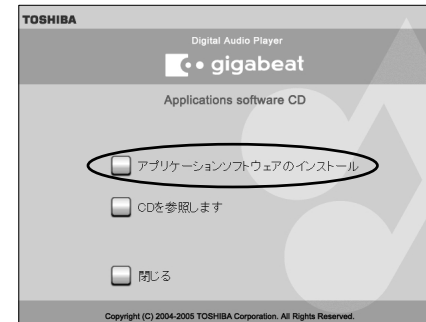 TOSHIBA
Digital Audio Player
gigabeat
Applications software CD
アプリケーションソフトウェアのインストール
CDを参照します
閉じる
Copyright (C) 2004-2005 TOSHIBA Corporation. All Rights Reserved.